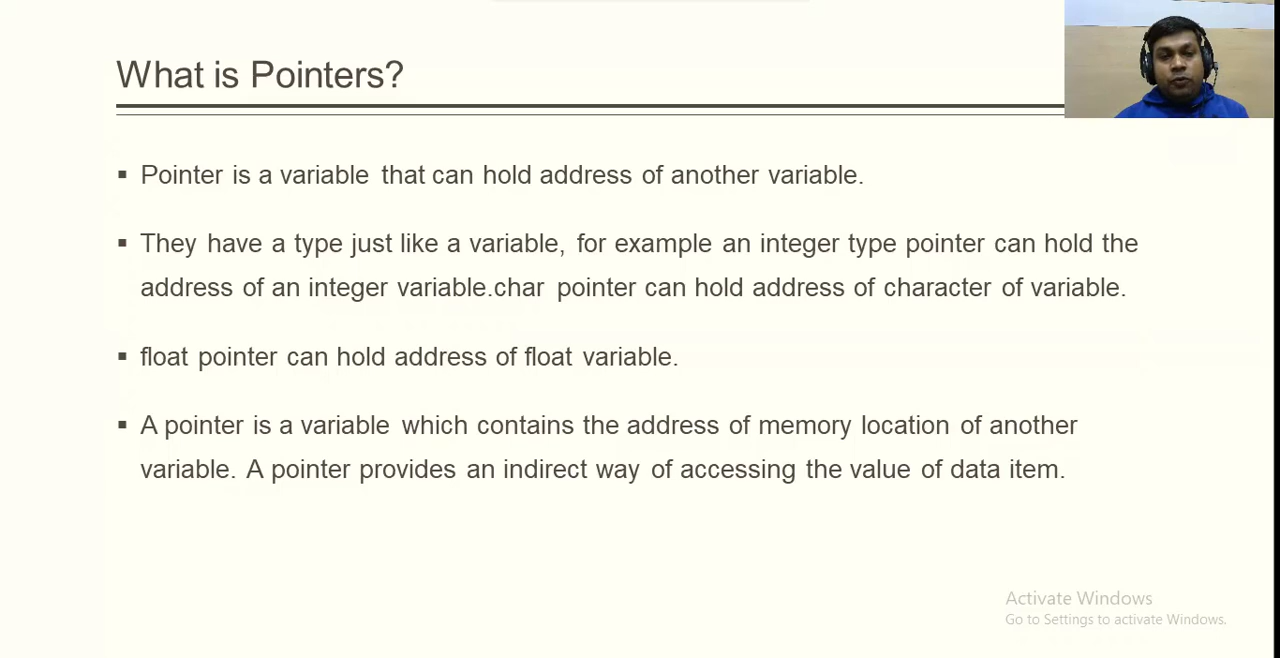 What is Pointers?
▪ Pointer is a variable that can hold address of another variable.
▪ They have a type just like a variable, for example an integer type pointer can hold the
address of an integer variable.char pointer can hold address of character of variable.
▪ float pointer can hold address of float variable.
▪ A pointer is a variable which contains the address of memory location of another
variable. A pointer provides an indirect way of accessing the value of data item.
Activate Windows
Go to Settings to activate Windows.